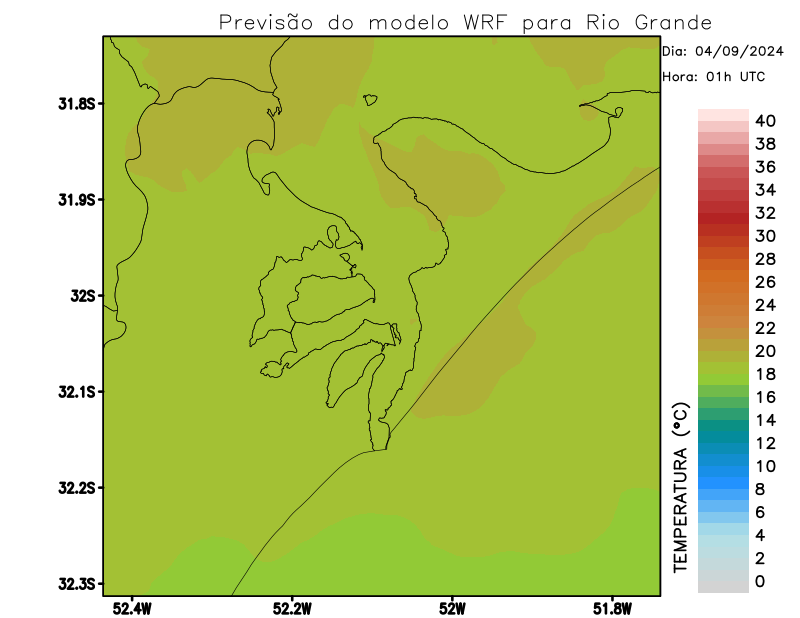 Previsão do modelo WRF para Rio Grande
Dia: 04/09/2024
Hora: 01h UTC
31.8S
31.9S
32S
32.1S
32.2S
32.3S
52.4W
52.2W
52W
51.8W
TEMPERATURA (°C)
40
38
36
34
32
30
28
26
24
22
20
18
16
14
12
10
8
6
4
2
0